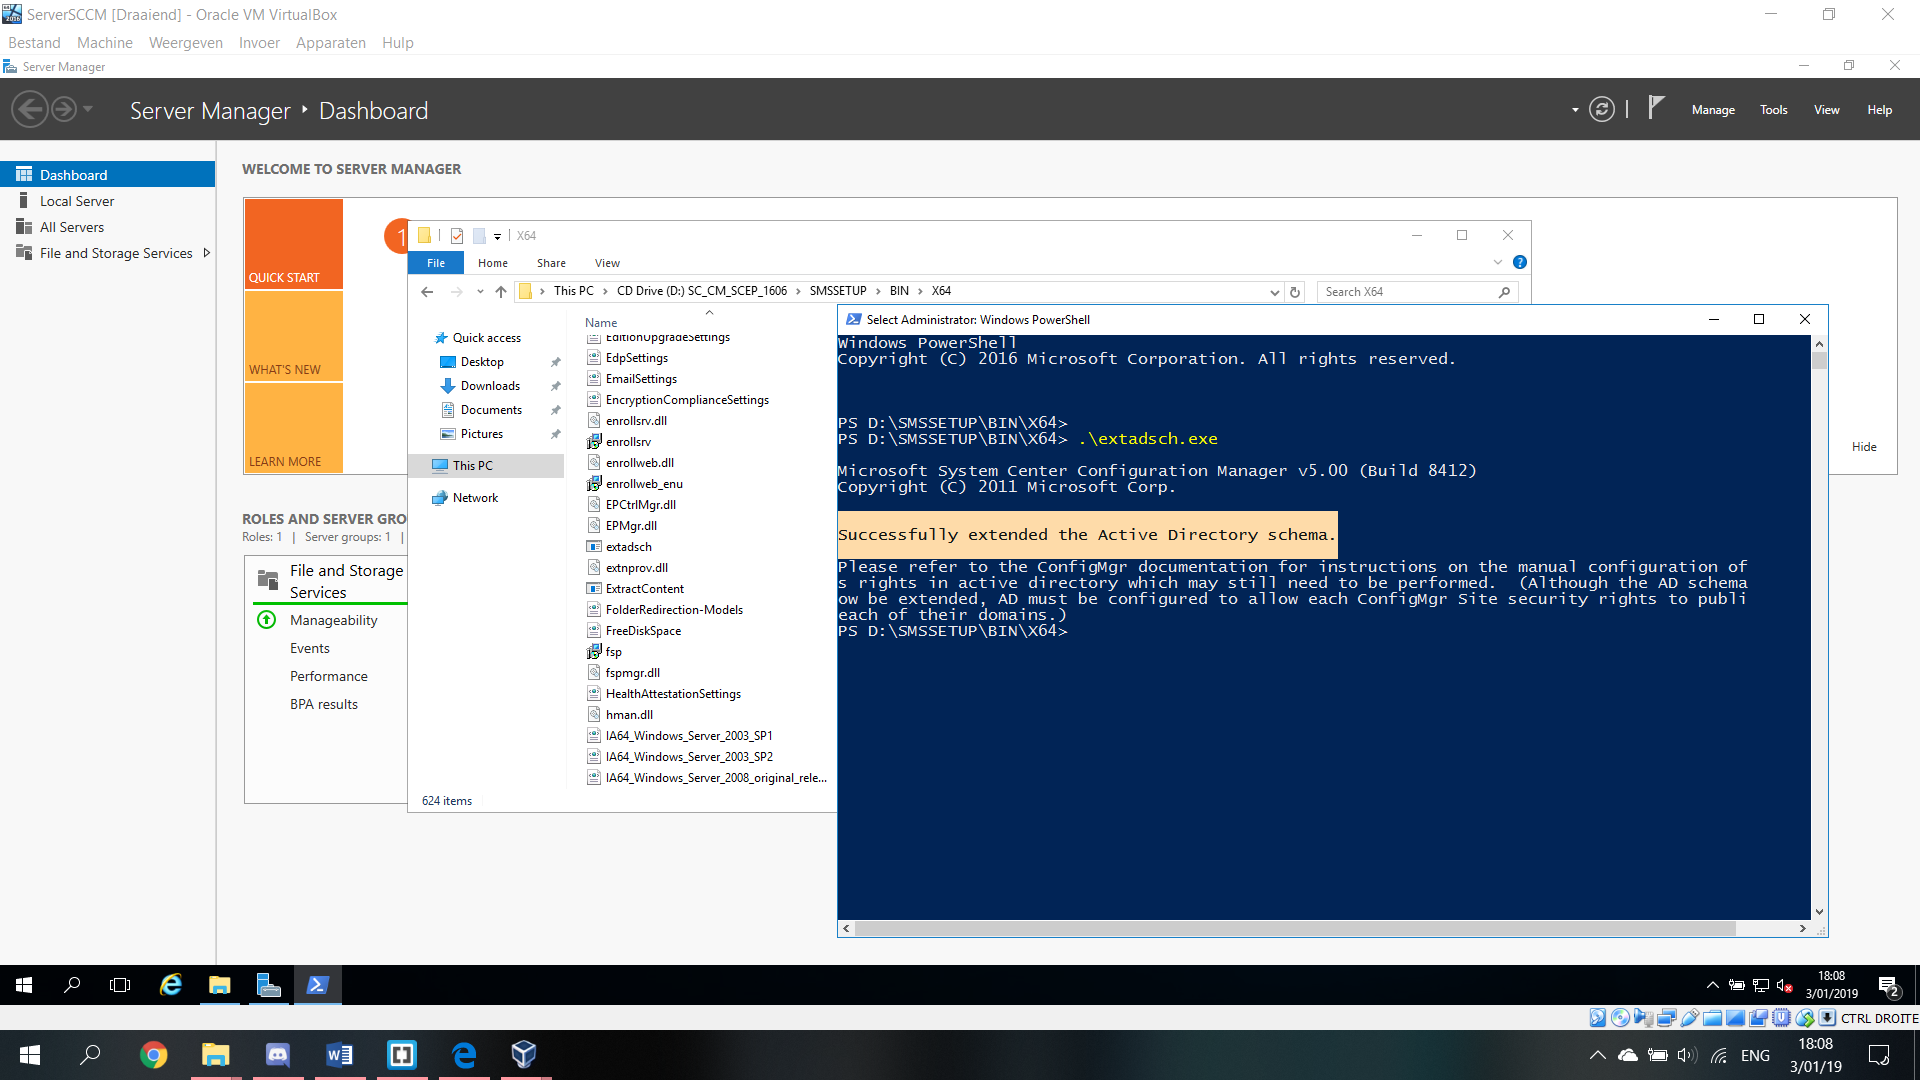 ServerSCCM [Draaiend] - Oracle VM VirtualBox
Bestand Machine Weergeven Invoer Apparaten Hulp
Server Manager
Server Manager Dashboard
Manage Tools View Help
Dashboard
Local Server
All Servers
File and Storage Services
WELCOME TO SERVER MANAGER
QUICK START
WHAT'S NEW
LEARN MORE
1
Hide
ROLES AND SERVER GRO
Roles: 1 | Server groups: 1 |
File and Storage
Services
Manageability
Events
Performance
BPA results
X64
File Home Share View
This PC CD Drive (D:) SC_CM_SCEP_1606 SMSSETUP BIN X64
Search X64
Quick access
Desktop
Downloads
Documents
Pictures
This PC
Network
Name
EditionUpgradeSettings
EdpSettings
EmailSettings
EncryptionComplianceSettings
enrollsrv.dll
enrollsrv
enrollweb.dll
enrollweb_enu
EPCtrlMgr.dll
EPMgr.dll
extadsch
extnprov.dll
ExtractContent
FolderRedirection-Models
FreeDiskSpace
fsp
fspmgr.dll
HealthAttestationSettings
hman.dll
IA64_Windows_Server_2003_SP1
IA64_Windows_Server_2003_SP2
IA64_Windows_Server_2008_original_rele...
624 items
Select Administrator: Windows PowerShell
Windows PowerShell
Copyright (C) 2016 Microsoft Corporation. All rights reserved.
PS D:\SMSSETUP\BIN\X64>
PS D:\SMSSETUP\BIN\X64> .\extadsch.exe
Microsoft System Center Configuration Manager v5.00 (Build 8412)
Copyright (C) 2011 Microsoft Corp.
Successfully extended the Active Directory schema.
Please refer to the ConfigMgr documentation for instructions on the manual configuration of
s rights in active directory which may still need to be performed.  (Although the AD schema
ow be extended, AD must be configured to allow each ConfigMgr Site security rights to publi
each of their domains.)
PS D:\SMSSETUP\BIN\X64>
18:08
3/01/2019
2
CTRL DROITE
ENG
18:08
3/01/19